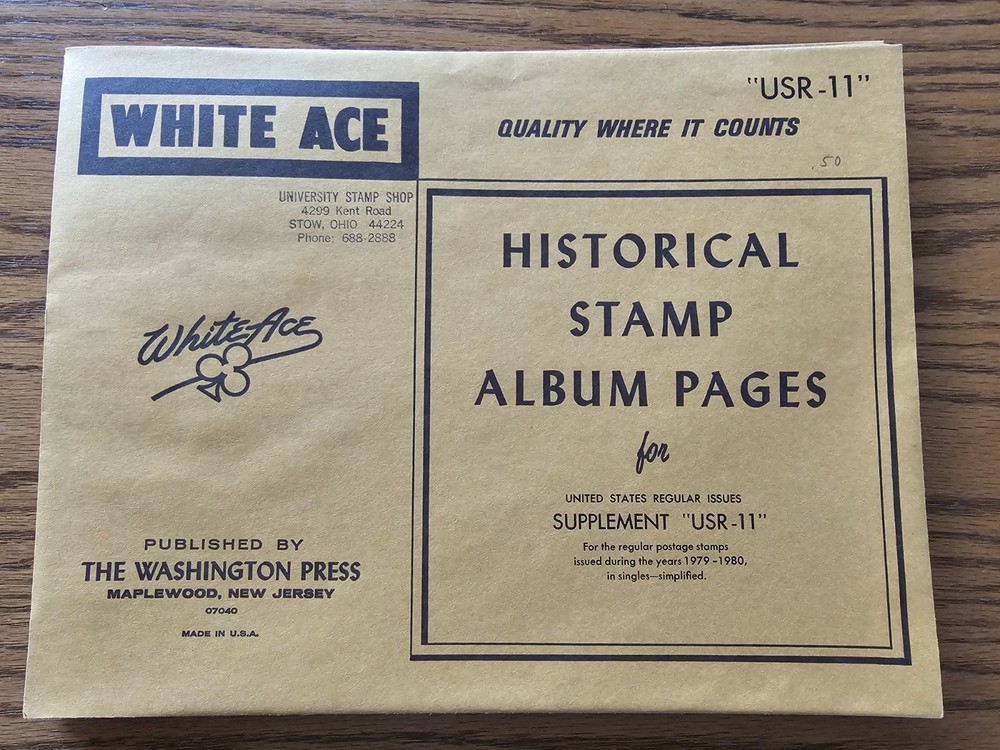 "USR-11"
WHITE ACE
QUALITY WHERE IT COUNTS
.50
UNIVERSITY STAMP SHOP
4299 Kent Road
STOW, OHIO 44224
Phone: 688-2888
White Ace
HISTORICAL
STAMP
ALBUM PAGES
for
UNITED STATES REGULAR ISSUES
SUPPLEMENT "USR-11"
For the regular postage stamps
issued during the years 1979-1980,
in singles—simplified.
PUBLISHED BY
THE WASHINGTON PRESS
MAPLEWOOD, NEW JERSEY
07040
MADE IN U.S.A.